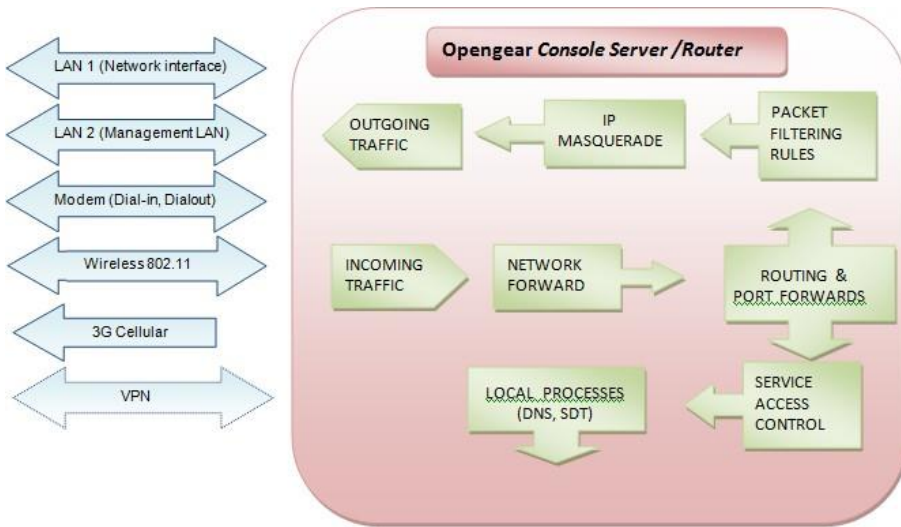 Opengear Console Server /Router
LAN 1 (Network interface)
LAN 2 (Management LAN)
Modem (Dial-in, Dialout)
Wireless 802.11
3G Cellular
VPN
OUTGOING
TRAFFIC
IP
MASQUERADE
PACKET
FILTERING
RULES
INCOMING
TRAFFIC
NETWORK
FORWARD
ROUTING &
PORT FORWARDS
LOCAL PROCESSES
(DNS, SDT)
SERVICE
ACCESS
CONTROL